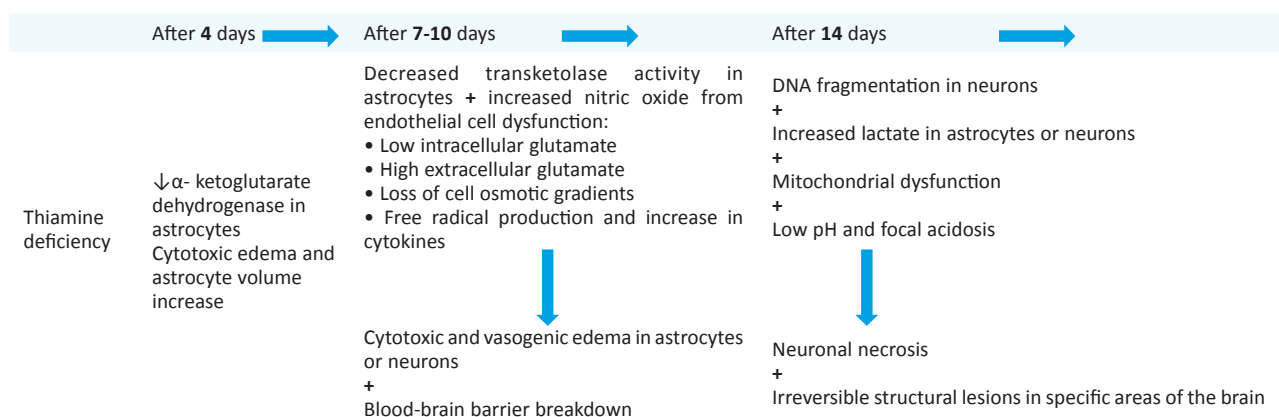 After 4 days
After 7-10 days
After 14 days
Thiamine
deficiency
↓α- ketoglutarate
dehydrogenase in
astrocytes
Cytotoxic edema and
astrocyte volume
increase
Decreased transketolase activity in
astrocytes + increased nitric oxide from
endothelial cell dysfunction:
• Low intracellular glutamate
• High extracellular glutamate
• Loss of cell osmotic gradients
• Free radical production and increase in
cytokines
Cytotoxic and vasogenic edema in astrocytes
or neurons
+
Blood-brain barrier breakdown
DNA fragmentation in neurons
+
Increased lactate in astrocytes or neurons
+
Mitochondrial dysfunction
+
Low pH and focal acidosis
Neuronal necrosis
+
Irreversible structural lesions in specific areas of the brain